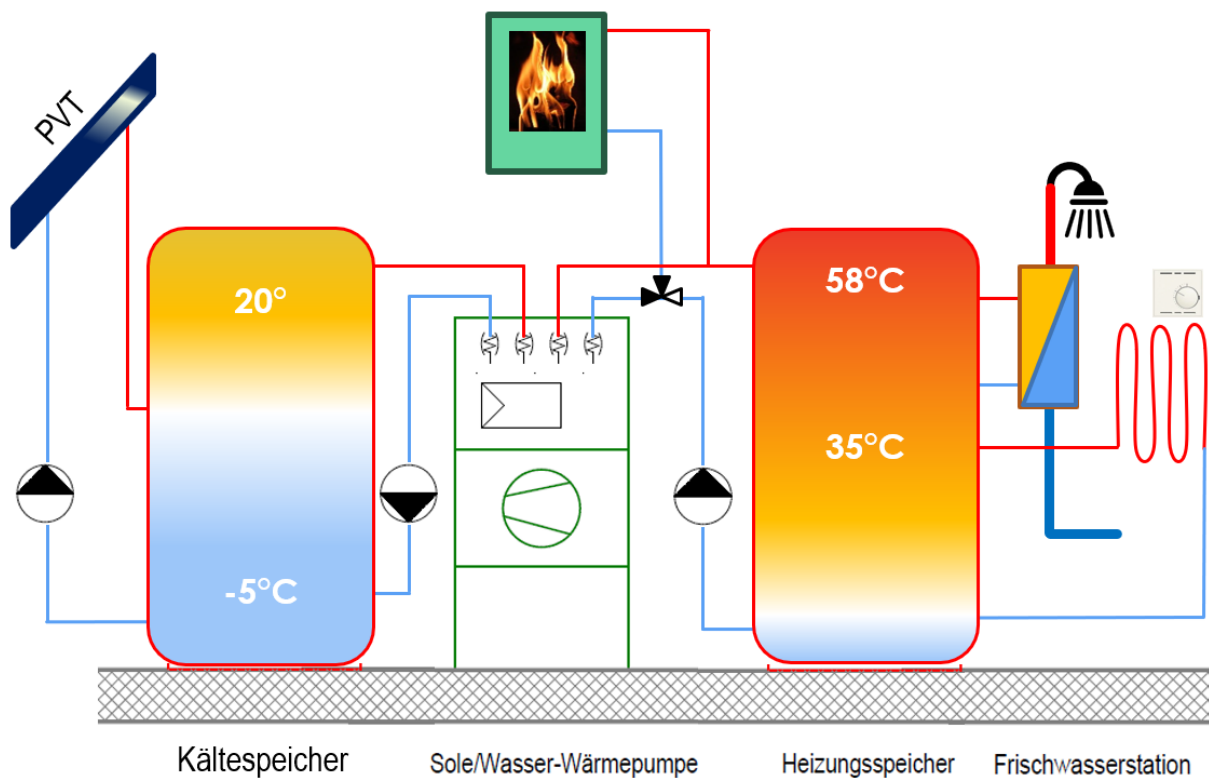 PVT
20°
-5°C
58°C
35°C
Kältespeicher
Sole/Wasser-Wärmepumpe
Heizungsspeicher
Frischwasserstation